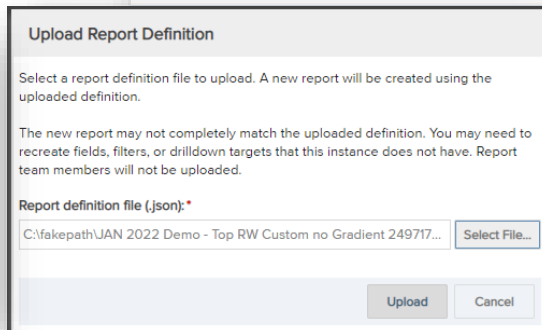 Upload Report Definition
Select a report definition file to upload. A new report will be created using the
uploaded definition.
The new report may not completely match the uploaded definition. You may need to
recreate fields, filters, or drilldown targets that this instance does not have. Report
team members will not be uploaded.
Report definition file (.json):*
C:\fakepath\JAN 2022 Demo - Top RW Custom no Gradient 249717... Select File...
Upload Cancel